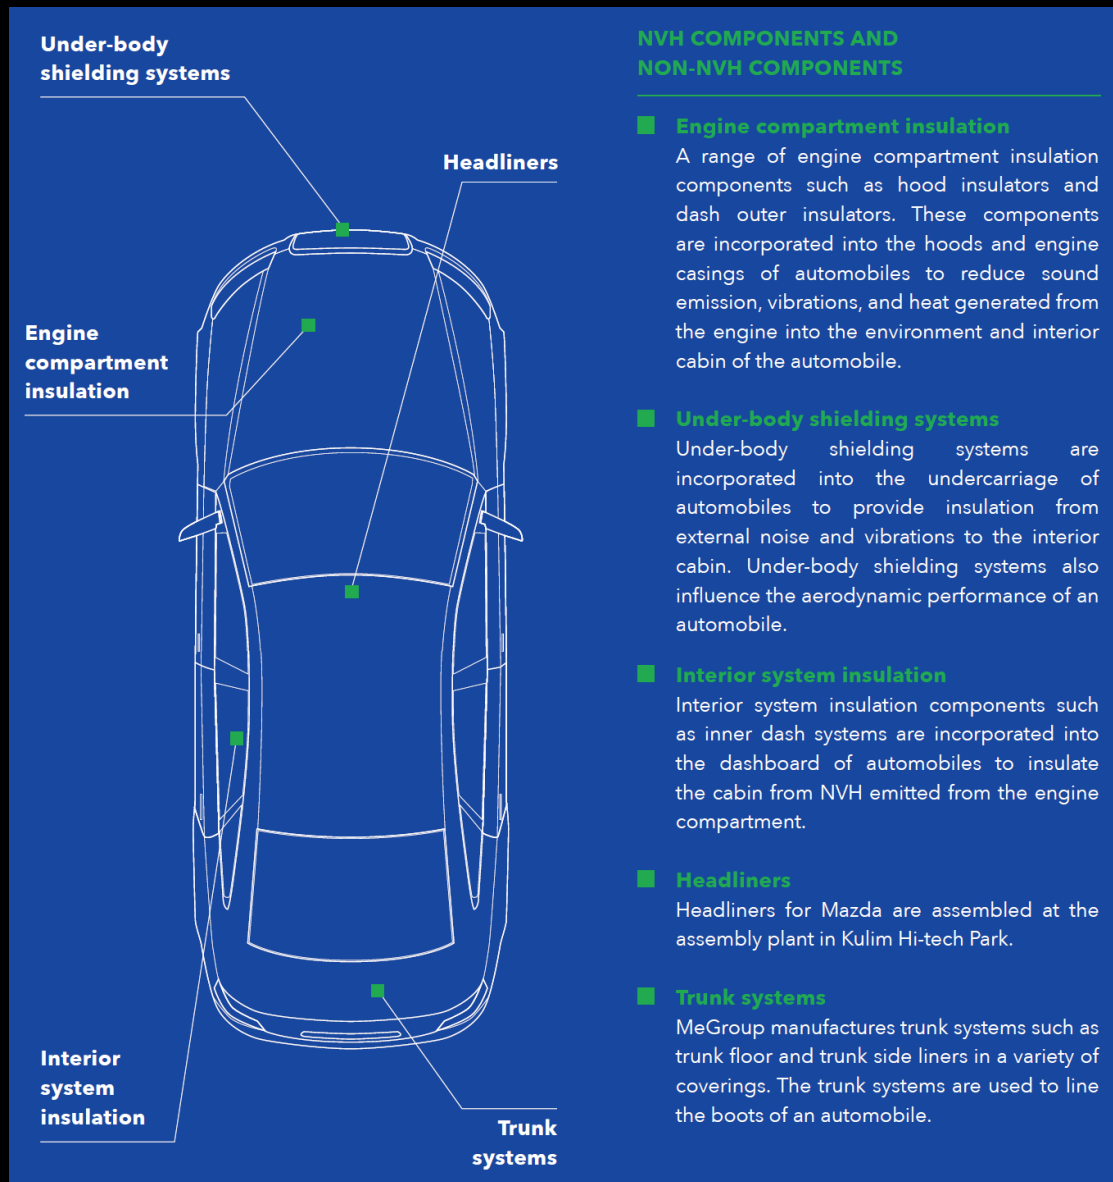 Under-body
shielding systems
Headliners
Engine
compartment
insulation
Interior
system
insulation
Trunk
systems
NVH COMPONENTS AND
NON-NVH COMPONENTS
Engine compartment insulation
A range of engine compartment insulation
components such as hood insulators and
dash outer insulators. These components
are incorporated into the hoods and engine
casings of automobiles to reduce sound
emission, vibrations, and heat generated from
the engine into the environment and interior
cabin of the automobile.
Under-body shielding systems
Under-body shielding systems are
incorporated into the undercarriage of
automobiles to provide insulation from
external noise and vibrations to the interior
cabin. Under-body shielding systems also
influence the aerodynamic performance of an
automobile.
Interior system insulation
Interior system insulation components such
as inner dash systems are incorporated into
the dashboard of automobiles to insulate
the cabin from NVH emitted from the engine
compartment.
Headliners
Headliners for Mazda are assembled at the
assembly plant in Kulim Hi-tech Park.
Trunk systems
MeGroup manufactures trunk systems such as
trunk floor and trunk side liners in a variety of
coverings. The trunk systems are used to line
the boots of an automobile.